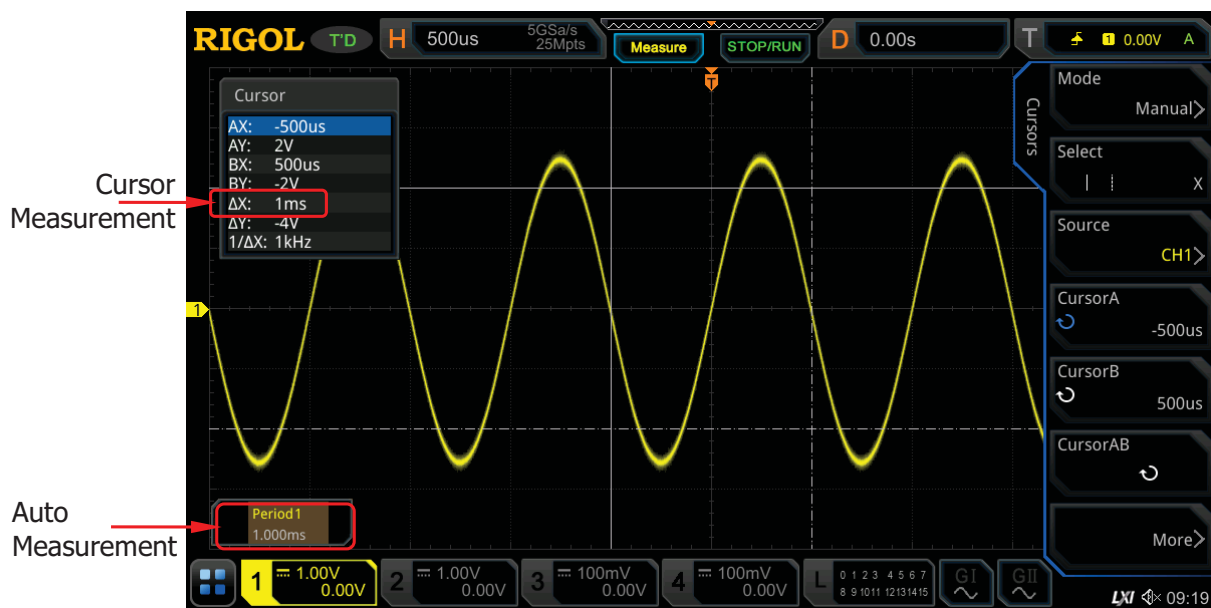 RIGOL T'D H 500us 5GSa/s
25Mpts
Measure STOP/RUN D 0.00s T 1 0.00V A
T
Cursor
AX: -500us
AY: 2V
BX: 500us
BY: -2V
ΔX: 1ms
ΔY: -4V
1/ΔX: 1kHz
Cursor
Measurement
1
Auto
Measurement
Period1
1.000ms
Cursors
Mode
Manual
Select
X
Source
CH1
CursorA
-500us
CursorB
500us
CursorAB
More
1 1.00V
0.00V
2 1.00V
0.00V
3 100mV
0.00V
4 100mV
0.00V
L 0 1 2 3 4 5 6 7
8 9 10 11 12 13 14 15
GI
GII
LXI 09:19